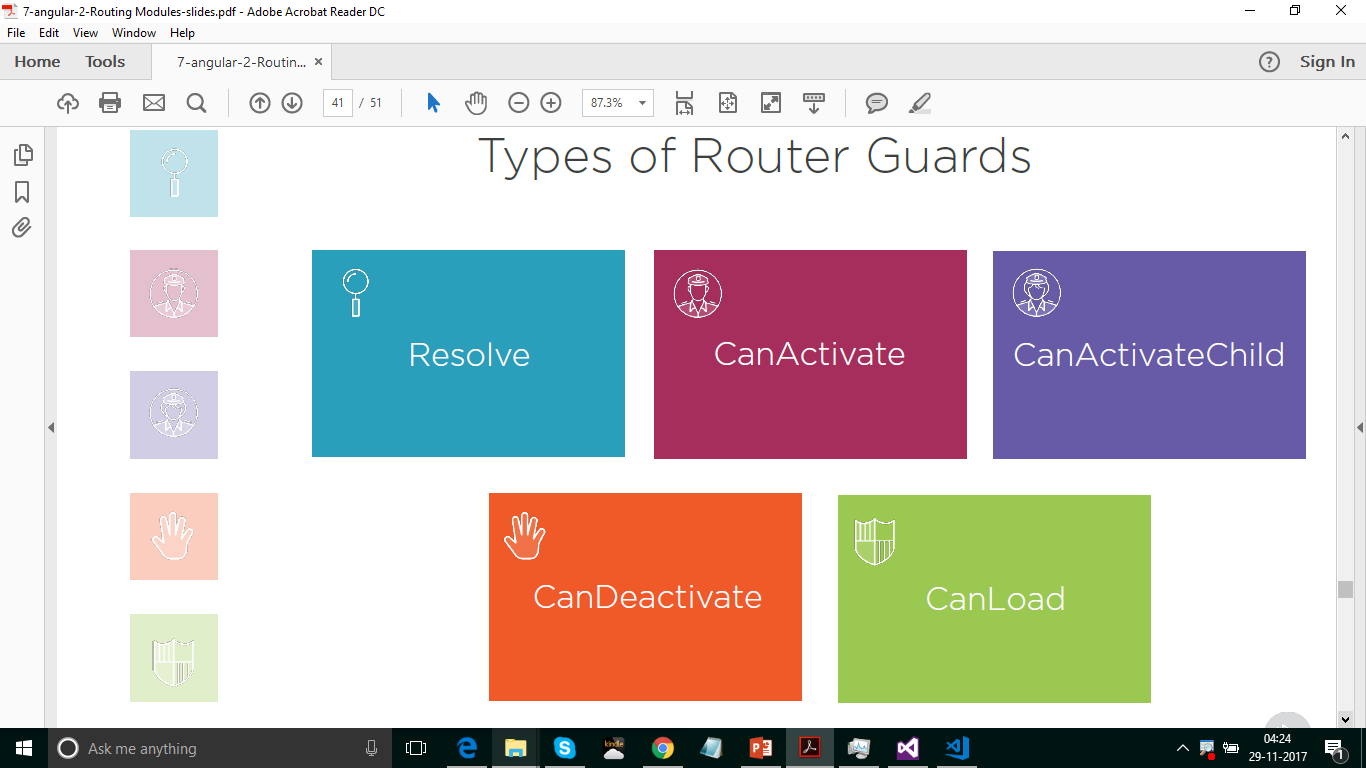 7-angular-2-Routing Modules-slides.pdf - Adobe Acrobat Reader DC
File Edit View Window Help
Home Tools 7-angular-2-Routin... × ? Sign In
41 / 51 87.3%
Types of Router Guards
Resolve CanActivate CanActivateChild
CanDeactivate CanLoad
Ask me anything
kindle
04:24
29-11-2017
1